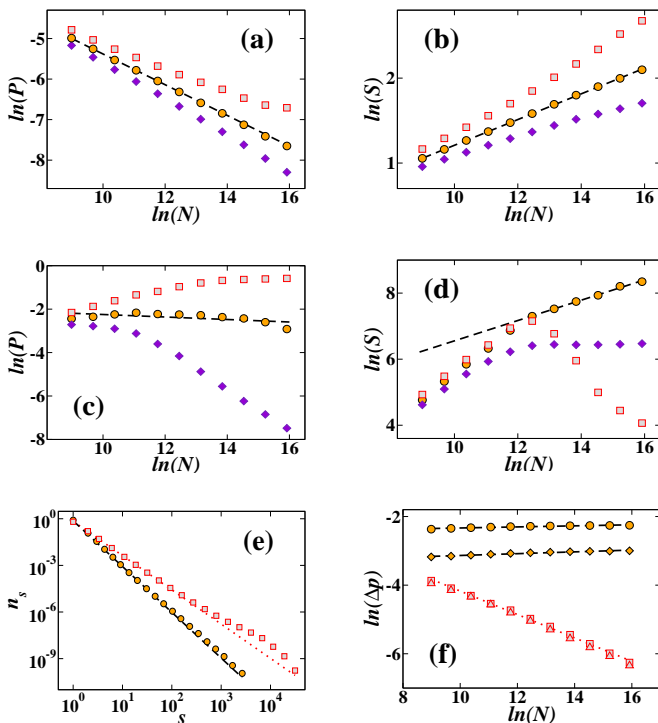 (a)
ln(P)
-5
-6
-7
-8
10
12
14
16
ln(N)
(b)
ln(S)
2
1
10
12
14
16
ln(N)
(c)
ln(P)
0
-2
-4
-6
-8
10
12
14
16
ln(N)
(d)
ln(S)
8
6
4
10
12
14
16
ln(N)
(e)
n_s
10^0
10^-3
10^-6
10^-9
10^0
10^1
10^2
10^3
10^4
s
(f)
ln(Δp)
-2
-4
-6
8
10
12
14
16
ln(N)